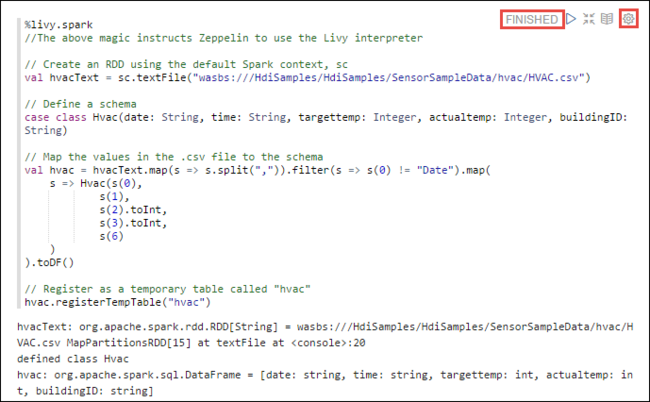 FINISHED
%livy.spark
//The above magic instructs Zeppelin to use the Livy interpreter
// Create an RDD using the default Spark context, sc
val hvacText = sc.textFile("wasbs:///HdiSamples/HdiSamples/SensorSampleData/hvac/HVAC.csv")
// Define a schema
case class Hvac(date: String, time: String, targettemp: Integer, actualtemp: Integer, buildingID:
String)
// Map the values in the .csv file to the schema
val hvac = hvacText.map(s => s.split(",")).filter(s => s(0) != "Date").map(
s => Hvac(s(0),
s(1),
s(2).toInt,
s(3).toInt,
s(6)
)
).toDF()
// Register as a temporary table called "hvac"
hvac.registerTempTable("hvac")
hvacText: org.apache.spark.rdd.RDD[String] = wasbs:///HdiSamples/HdiSamples/SensorSampleData/hvac/H
VAC.csv MapPartitionsRDD[15] at textFile at <console>:20
defined class Hvac
hvac: org.apache.spark.sql.DataFrame = [date: string, time: string, targettemp: int, actualtemp: in
t, buildingID: string]